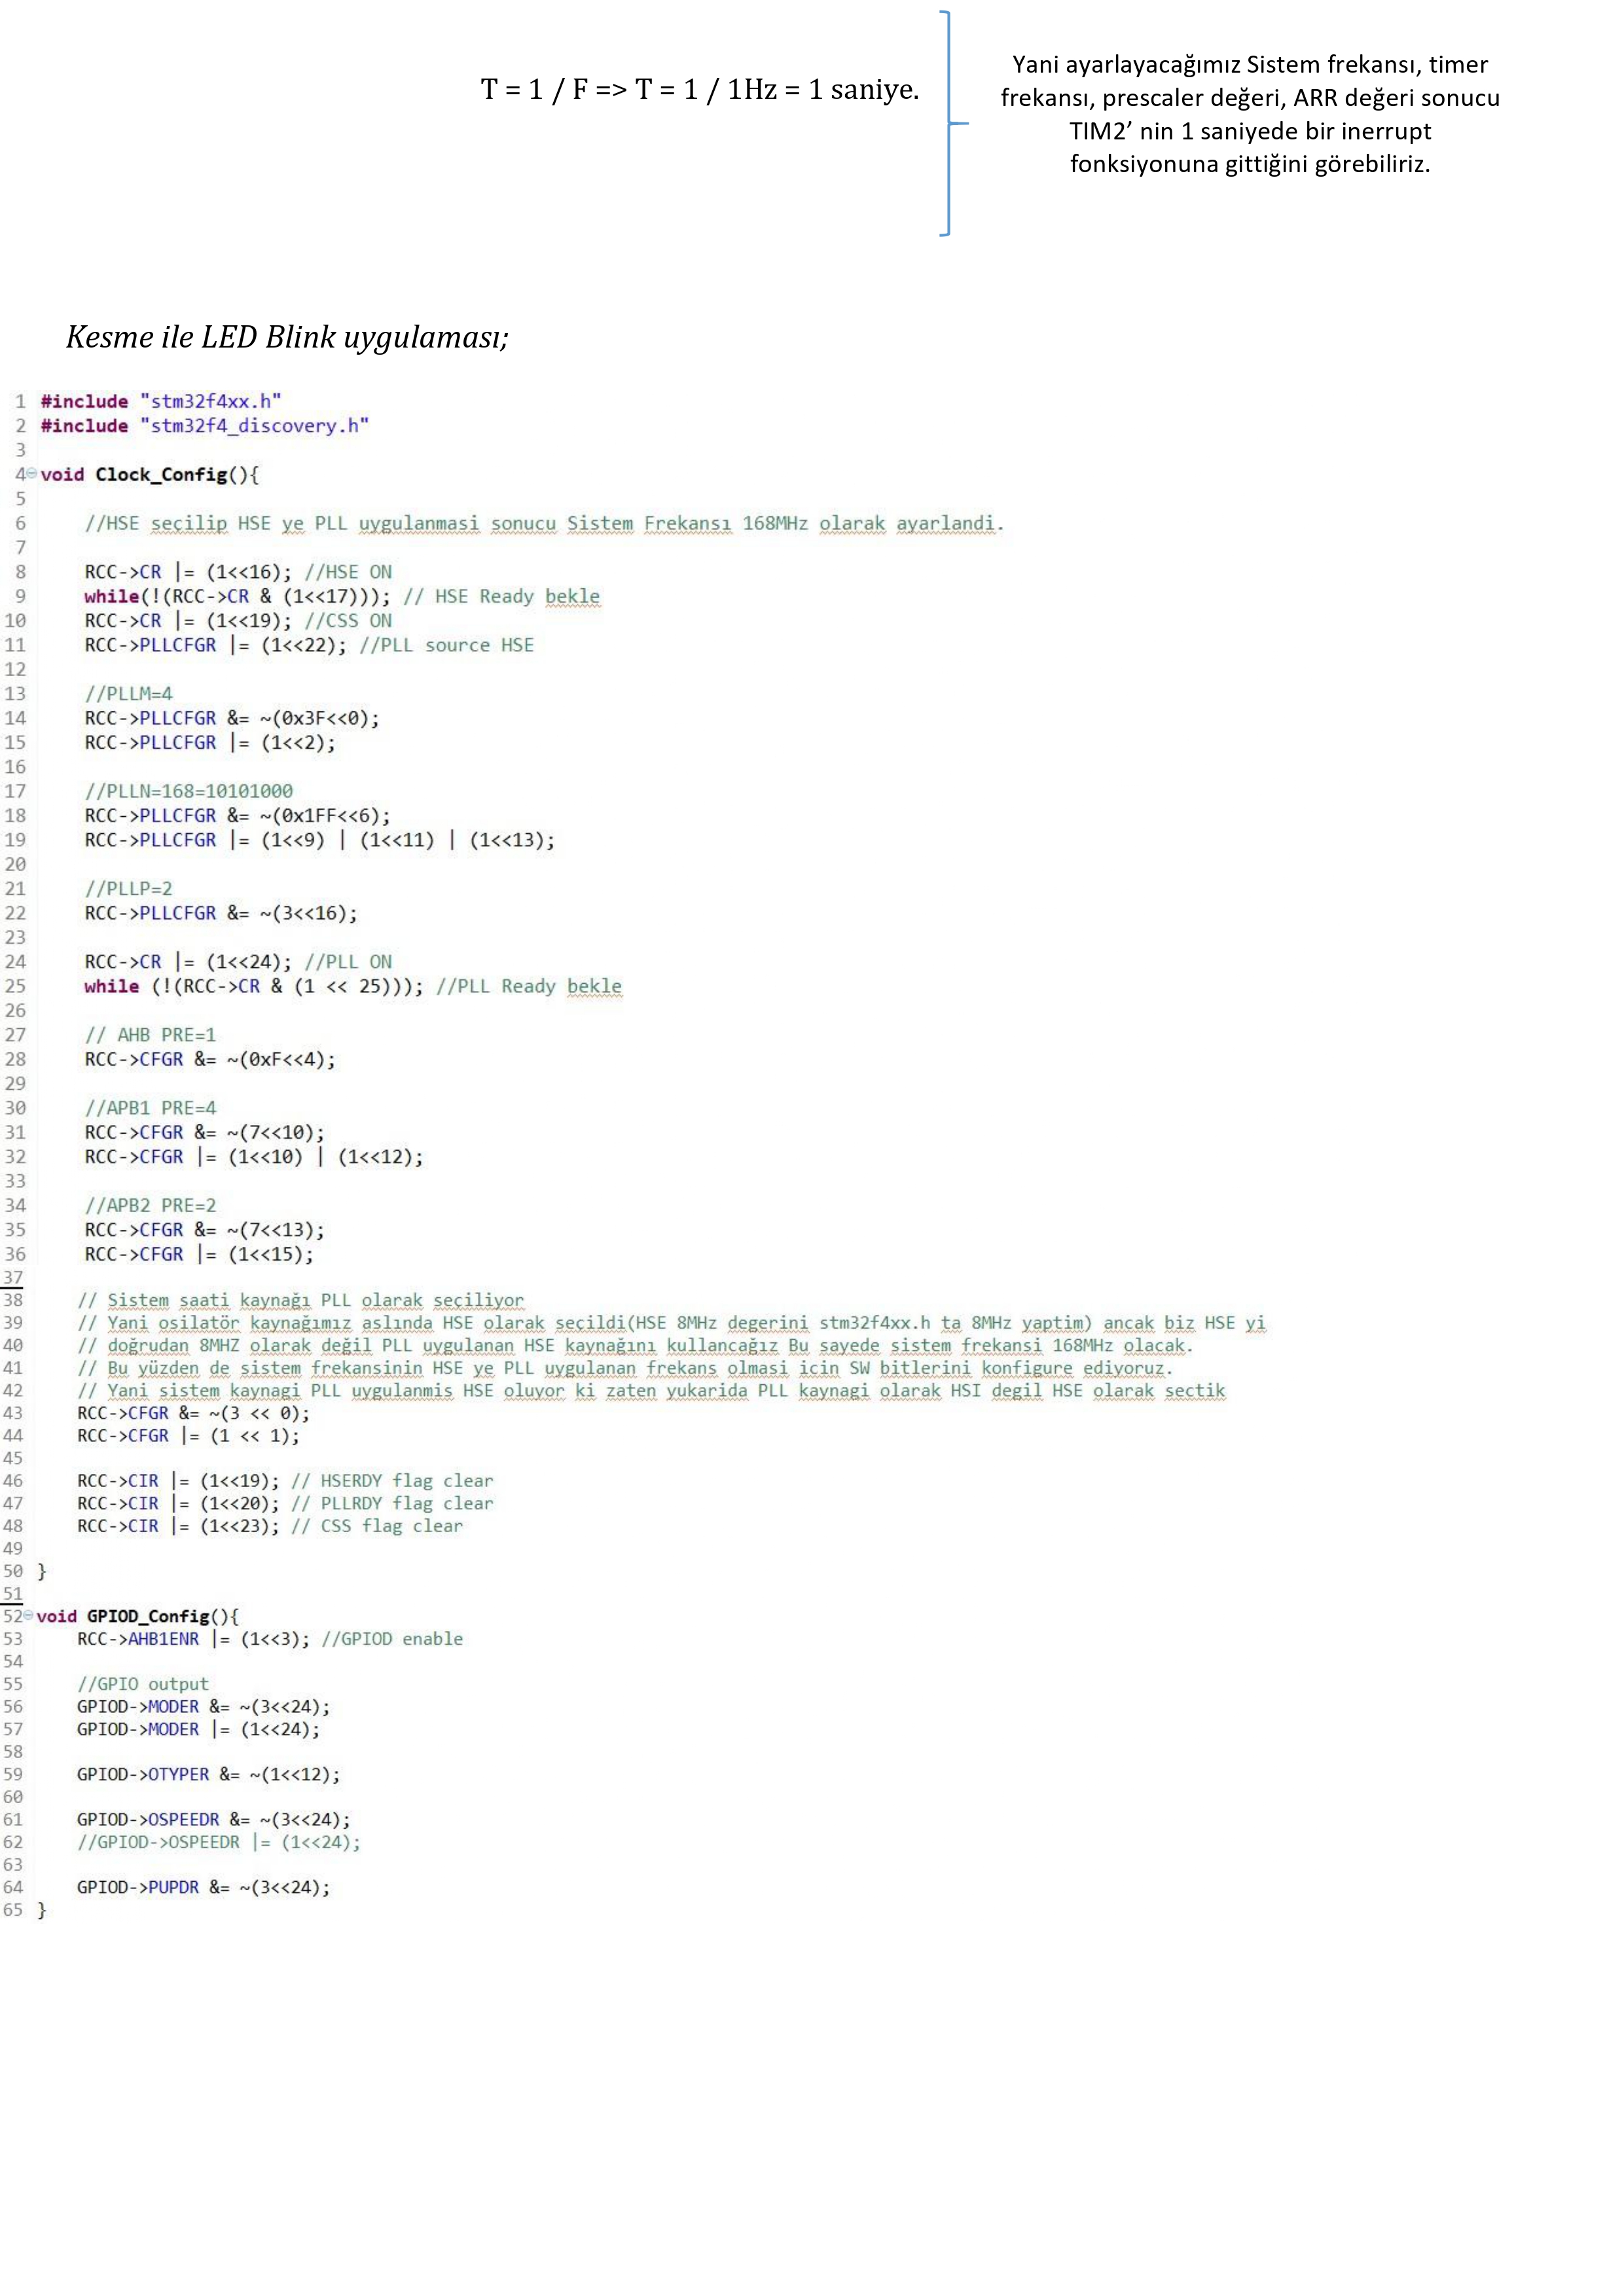 T = 1 / F => T = 1 / 1Hz = 1 saniye.
Yani ayarlayacağımız Sistem frekansı, timer
frekansı, prescaler değeri, ARR değeri sonucu
TIM2’ nin 1 saniyede bir inerrupt
fonksiyonuna gittiğini görebiliriz.
Kesme ile LED Blink uygulaması;
1 #include "stm32f4xx.h"
2 #include "stm32f4_discovery.h"
3
4 void Clock_Config(){
5
6 //HSE seçilip HSE ye PLL uygulanmasi sonucu Sistem Frekansı 168MHz olarak ayarlandi.
7
8 RCC->CR |= (1<<16); //HSE ON
9 while(!(RCC->CR & (1<<17))); // HSE Ready bekle
10 RCC->CR |= (1<<19); //CSS ON
11 RCC->PLLCFGR |= (1<<22); //PLL source HSE
12
13 //PLLM=4
14 RCC->PLLCFGR &= ~(0x3F<<0);
15 RCC->PLLCFGR |= (1<<2);
16
17 //PLLN=168=10101000
18 RCC->PLLCFGR &= ~(0x1FF<<6);
19 RCC->PLLCFGR |= (1<<9) | (1<<11) | (1<<13);
20
21 //PLLP=2
22 RCC->PLLCFGR &= ~(3<<16);
23
24 RCC->CR |= (1<<24); //PLL ON
25 while (!(RCC->CR & (1 << 25))); //PLL Ready bekle
26
27 // AHB PRE=1
28 RCC->CFGR &= ~(0xF<<4);
29
30 //APB1 PRE=4
31 RCC->CFGR &= ~(7<<10);
32 RCC->CFGR |= (1<<10) | (1<<12);
33
34 //APB2 PRE=2
35 RCC->CFGR &= ~(7<<13);
36 RCC->CFGR |= (1<<15);
37
38 // Sistem saati kaynağı PLL olarak seçiliyor
39 // Yani osilatör kaynağımız aslında HSE olarak seçildi(HSE 8MHz degerini stm32f4xx.h ta 8MHz yaptim) ancak biz HSE yi
40 // doğrudan 8MHZ olarak değil PLL uygulanan HSE kaynağını kullancağız Bu sayede sistem frekansi 168MHz olacak.
41 // Bu yüzden de sistem frekansinin HSE ye PLL uygulanan frekans olmasi icin SW bitlerini konfigure ediyoruz.
42 // Yani sistem kaynagi PLL uygulanmis HSE oluyor ki zaten yukarida PLL kaynagi olarak HSI degil HSE olarak sectik
43 RCC->CFGR &= ~(3 << 0);
44 RCC->CFGR |= (1 << 1);
45
46 RCC->CIR |= (1<<19); // HSERDY flag clear
47 RCC->CIR |= (1<<20); // PLLRDY flag clear
48 RCC->CIR |= (1<<23); // CSS flag clear
49
50 }
51
52 void GPIOD_Config(){
53 RCC->AHB1ENR |= (1<<3); //GPIOD enable
54
55 //GPIO output
56 GPIOD->MODER &= ~(3<<24);
57 GPIOD->MODER |= (1<<24);
58
59 GPIOD->OTYPER &= ~(1<<12);
60
61 GPIOD->OSPEEDR &= ~(3<<24);
62 //GPIOD->OSPEEDR |= (1<<24);
63
64 GPIOD->PUPDR &= ~(3<<24);
65 }